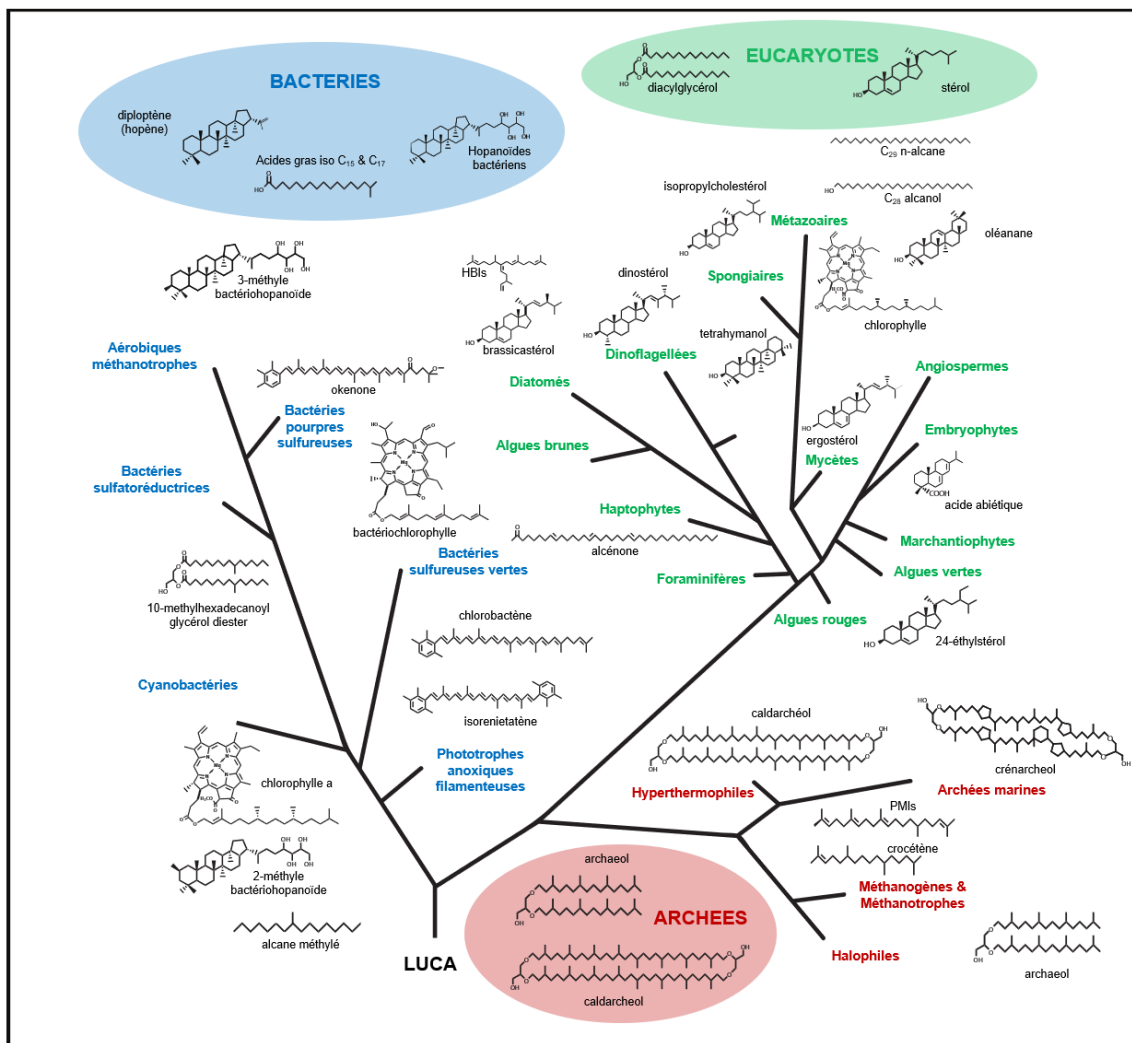 BACTERIES
diploptène
(hopène)
Acides gras iso C15 & C17
Hopanoïdes
bactériens
EUCARYOTES
diacylglycérol
stérol
C29 n-alcane
C28 alcanol
isopropylcholestérol
Métazoaires
oléanane
3-méthyle
bactériohopanoïde
HBIs
dinostérol
Spongiaires
chlorophylle
brassicastérol
tetrahymanol
Aérobiques
méthanotrophes
Dinoflagellées
Angiospermes
okenone
Diatomés
Bactéries
pourpres
sulfureuses
ergostérol
Embryophytes
Algues brunes
Mycètes
Bactéries
sulfatoréductrices
acide abiétique
Haptophytes
bactériochlorophylle
alcénone
Marchantiophytes
Bactéries
sulfureuses vertes
Foraminifères
Algues vertes
10-methylhexadecanoyl
glycérol diester
chlorobactène
Algues rouges
24-éthylstérol
Cyanobactéries
isorenietatène
caldarchéol
crénarcheol
Phototrophes
anoxiques
filamenteuses
chlorophylle a
Hyperthermophiles
Archées marines
PMIs
crocétène
2-méthyle
bactériohopanoïde
archaeol
Méthanogènes &
Méthanotrophes
ARCHEES
alcane méthylé
LUCA
Halophiles
archaeol
caldarcheol